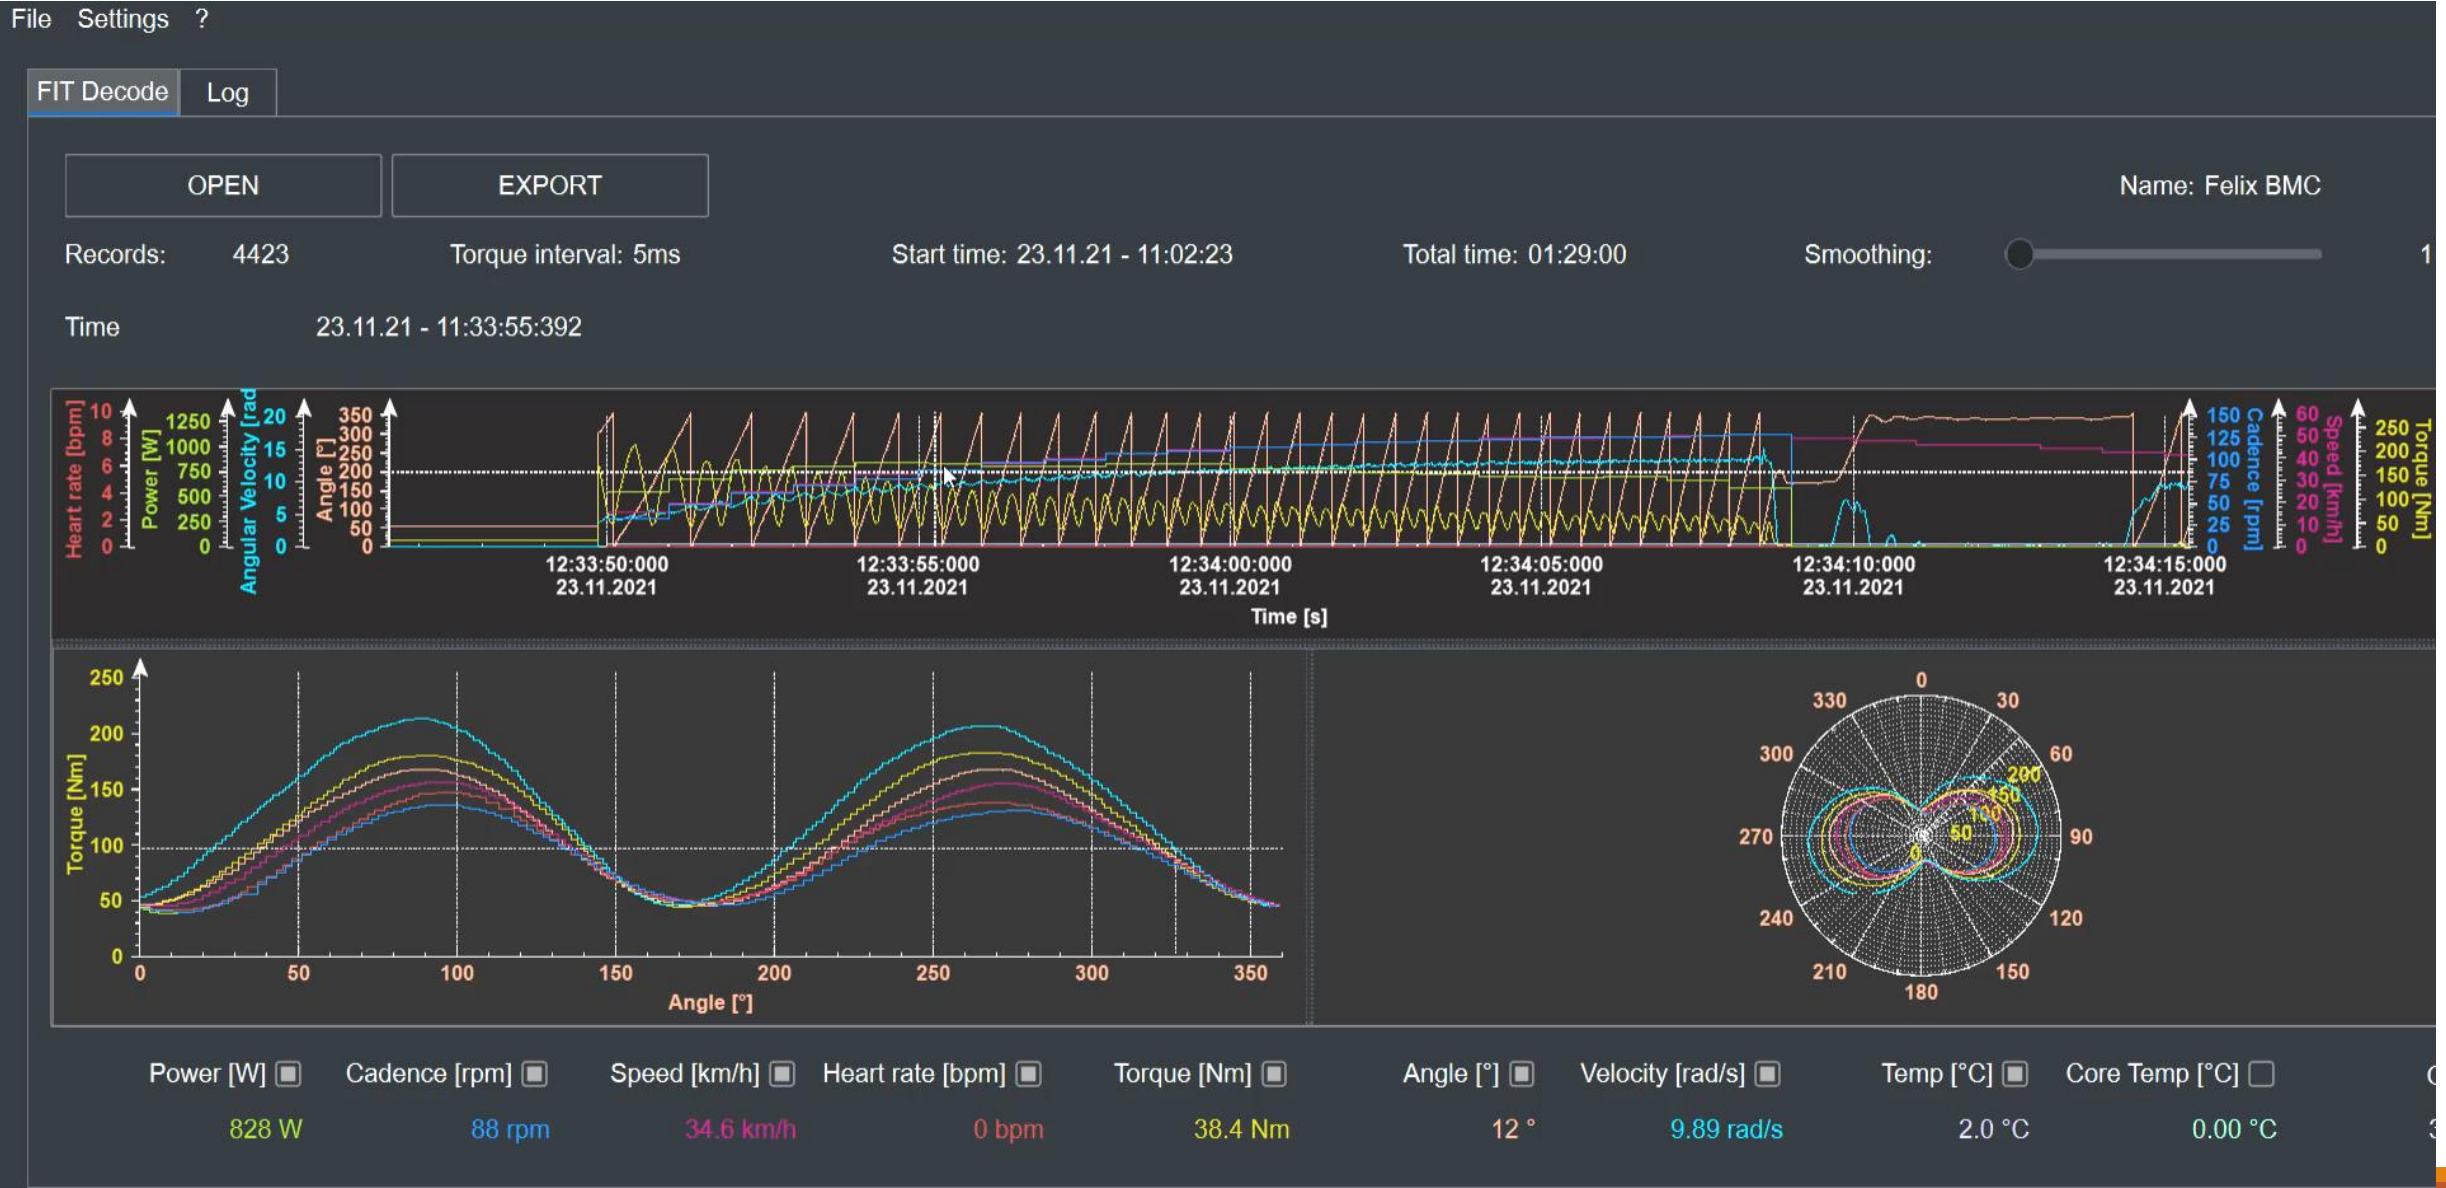 File Settings ?
FIT Decode Log
OPEN EXPORT Name: Felix BMC
Records: 4423 Torque interval: 5ms Start time: 23.11.21 - 11:02:23 Total time: 01:29:00 Smoothing: 1
Time 23.11.21 - 11:33:55:392
Heart rate [bpm]
10
8
6
4
2
0
Power [W]
1250
1000
750
500
250
0
Angular Velocity [rad
20
15
10
5
0
Angle [°]
350
300
250
200
150
100
50
0
150
125
100
75
50
25
0
Cadence [rpm]
60
50
40
30
20
10
0
Speed [km/h]
250
200
150
100
50
0
Torque [Nm]
12:33:50:000 12:33:55:000 12:34:00:000 12:34:05:000 12:34:10:000 12:34:15:000
23.11.2021 23.11.2021 23.11.2021 23.11.2021 23.11.2021 23.11.2021
Time [s]
Torque [Nm]
250
200
150
100
50
0
0 50 100 150 200 250 300 350
Angle [°]
0
330 30
300 60
200
150
100
270 50 90
0
240 120
210 150
180
Power [W] Cadence [rpm] Speed [km/h] Heart rate [bpm] Torque [Nm] Angle [°] Velocity [rad/s] Temp [°C] Core Temp [°C]
828 W 88 rpm 34.6 km/h 0 bpm 38.4 Nm 12 ° 9.89 rad/s 2.0 °C 0.00 °C